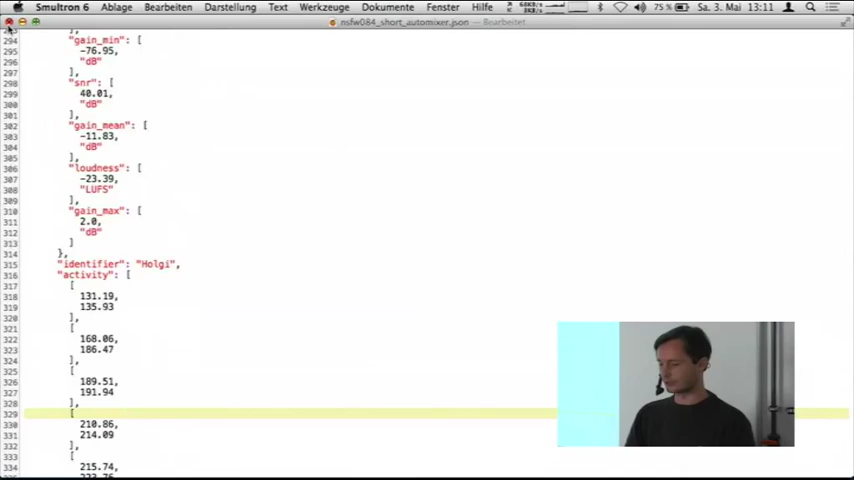 Smultron 6 Ablage Bearbeiten Darstellung Text Werkzeuge Dokumente Fenster Hilfe 75 % Sa. 3. Mai 13:11
nsfw084_short_automixer.json — Bearbeitet
294 "gain_min": [
295 -76.95,
296 "dB"
297 ],
298 "snr": [
299 40.01,
300 "dB"
301 ],
302 "gain_mean": [
303 -11.83,
304 "dB"
305 ],
306 "loudness": [
307 -23.39,
308 "LUFS"
309 ],
310 "gain_max": [
311 2.0,
312 "dB"
313 ]
314 },
315 "identifier": "Holgi",
316 "activity": [
317 [
318 131.19,
319 135.93
320 ],
321 [
322 168.06,
323 186.47
324 ],
325 [
326 189.51,
327 191.94
328 ],
329 [
330 210.86,
331 214.09
332 ],
333 [
334 215.74,